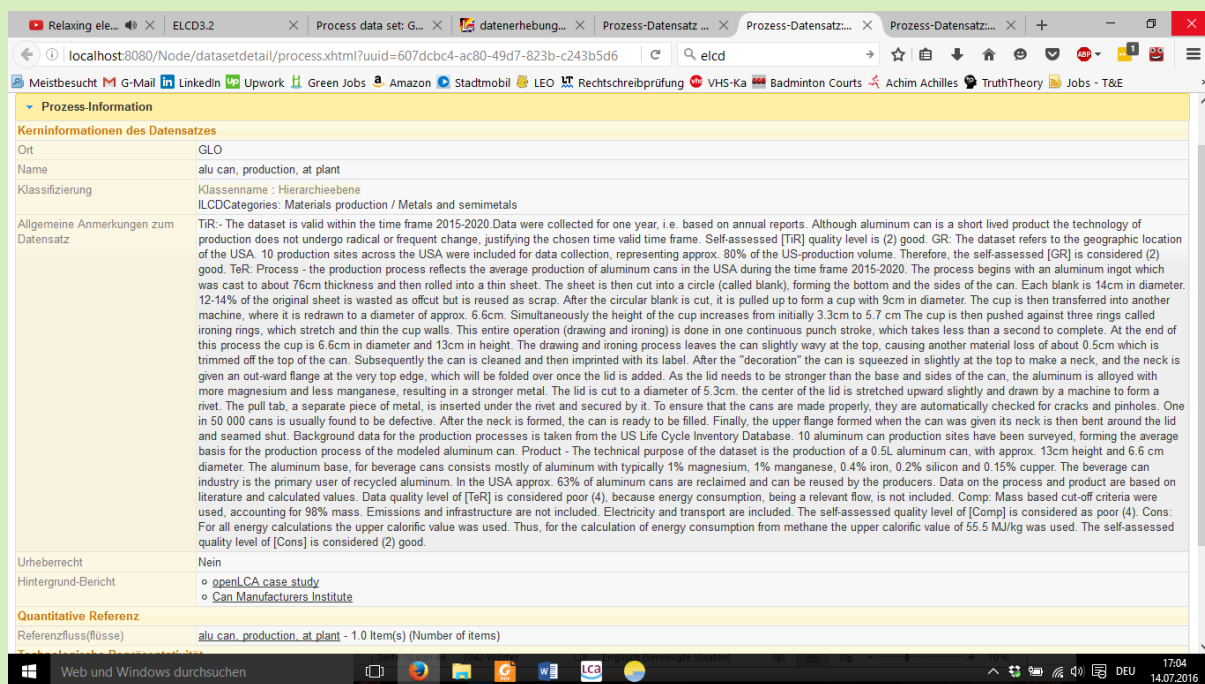 Relaxing ele...
ELCD3.2
Process data set: G...
datenerhebung...
Prozess-Datensatz ...
Prozess-Datensatz:...
Prozess-Datensatz:...
localhost:8080/Node/datasetdetail/process.xhtml?uuid=607dcbc4-ac80-49d7-823b-c243b5d6
elcd
Meistbesucht G-Mail LinkedIn Upwork Green Jobs Amazon Stadtmobil LEO Rechtschreibprüfung VHS-Ka Badminton Courts Achim Achilles TruthTheory Jobs - T&E
Prozess-Information
Kerninformationen des Datensatzes
Ort GLO
Name alu can, production, at plant
Klassifizierung Klassenname : Hierarchieebene
ILCDCategories: Materials production / Metals and semimetals
Allgemeine Anmerkungen zum Datensatz
TiR:- The dataset is valid within the time frame 2015-2020.Data were collected for one year, i.e. based on annual reports. Although aluminum can is a short lived product the technology of
production does not undergo radical or frequent change, justifying the chosen time valid time frame. Self-assessed [TiR] quality level is (2) good. GR: The dataset refers to the geographic location
of the USA. 10 production sites across the USA were included for data collection, representing approx. 80% of the US-production volume. Therefore, the self-assessed [GR] is considered (2)
good. TeR: Process - the production process reflects the average production of aluminum cans in the USA during the time frame 2015-2020. The process begins with an aluminum ingot which
was cast to about 76cm thickness and then rolled into a thin sheet. The sheet is then cut into a circle (called blank), forming the bottom and the sides of the can. Each blank is 14cm in diameter.
12-14% of the original sheet is wasted as offcut but is reused as scrap. After the circular blank is cut, it is pulled up to form a cup with 9cm in diameter. The cup is then transferred into another
machine, where it is redrawn to a diameter of approx. 6.6cm. Simultaneously the height of the cup increases from initially 3.3cm to 5.7 cm The cup is then pushed against three rings called
ironing rings, which stretch and thin the cup walls. This entire operation (drawing and ironing) is done in one continuous punch stroke, which takes less than a second to complete. At the end of
this process the cup is 6.6cm in diameter and 13cm in height. The drawing and ironing process leaves the can slightly wavy at the top, causing another material loss of about 0.5cm which is
trimmed off the top of the can. Subsequently the can is cleaned and then imprinted with its label. After the "decoration" the can is squeezed in slightly at the top to make a neck, and the neck is
given an out-ward flange at the very top edge, which will be folded over once the lid is added. As the lid needs to be stronger than the base and sides of the can, the aluminum is alloyed with
more magnesium and less manganese, resulting in a stronger metal. The lid is cut to a diameter of 5.3cm. the center of the lid is stretched upward slightly and drawn by a machine to form a
rivet. The pull tab, a separate piece of metal, is inserted under the rivet and secured by it. To ensure that the cans are made properly, they are automatically checked for cracks and pinholes. One
in 50 000 cans is usually found to be defective. After the neck is formed, the can is ready to be filled. Finally, the upper flange formed when the can was given its neck is then bent around the lid
and seamed shut. Background data for the production processes is taken from the US Life Cycle Inventory Database. 10 aluminum can production sites have been surveyed, forming the average
basis for the production process of the modeled aluminum can. Product - The technical purpose of the dataset is the production of a 0.5L aluminum can, with approx. 13cm height and 6.6 cm
diameter. The aluminum base, for beverage cans consists mostly of aluminum with typically 1% magnesium, 1% manganese, 0.4% iron, 0.2% silicon and 0.15% cupper. The beverage can
industry is the primary user of recycled aluminum. In the USA approx. 63% of aluminum cans are reclaimed and can be reused by the producers. Data on the process and product are based on
literature and calculated values. Data quality level of [TeR] is considered poor (4), because energy consumption, being a relevant flow, is not included. Comp: Mass based cut-off criteria were
used, accounting for 98% mass. Emissions and infrastructure are not included. Electricity and transport are included. The self-assessed quality level of [Comp] is considered as poor (4). Cons:
For all energy calculations the upper calorific value was used. Thus, for the calculation of energy consumption from methane the upper calorific value of 55.5 MJ/kg was used. The self-assessed
quality level of [Cons] is considered (2) good.
Urheberrecht Nein
Hintergrund-Bericht openLCA case study
Can Manufacturers Institute
Quantitative Referenz
Referenzfluss(flüsse) alu can, production, at plant - 1.0 Item(s) (Number of items)
Web und Windows durchsuchen
DEU
17:04
14.07.2016